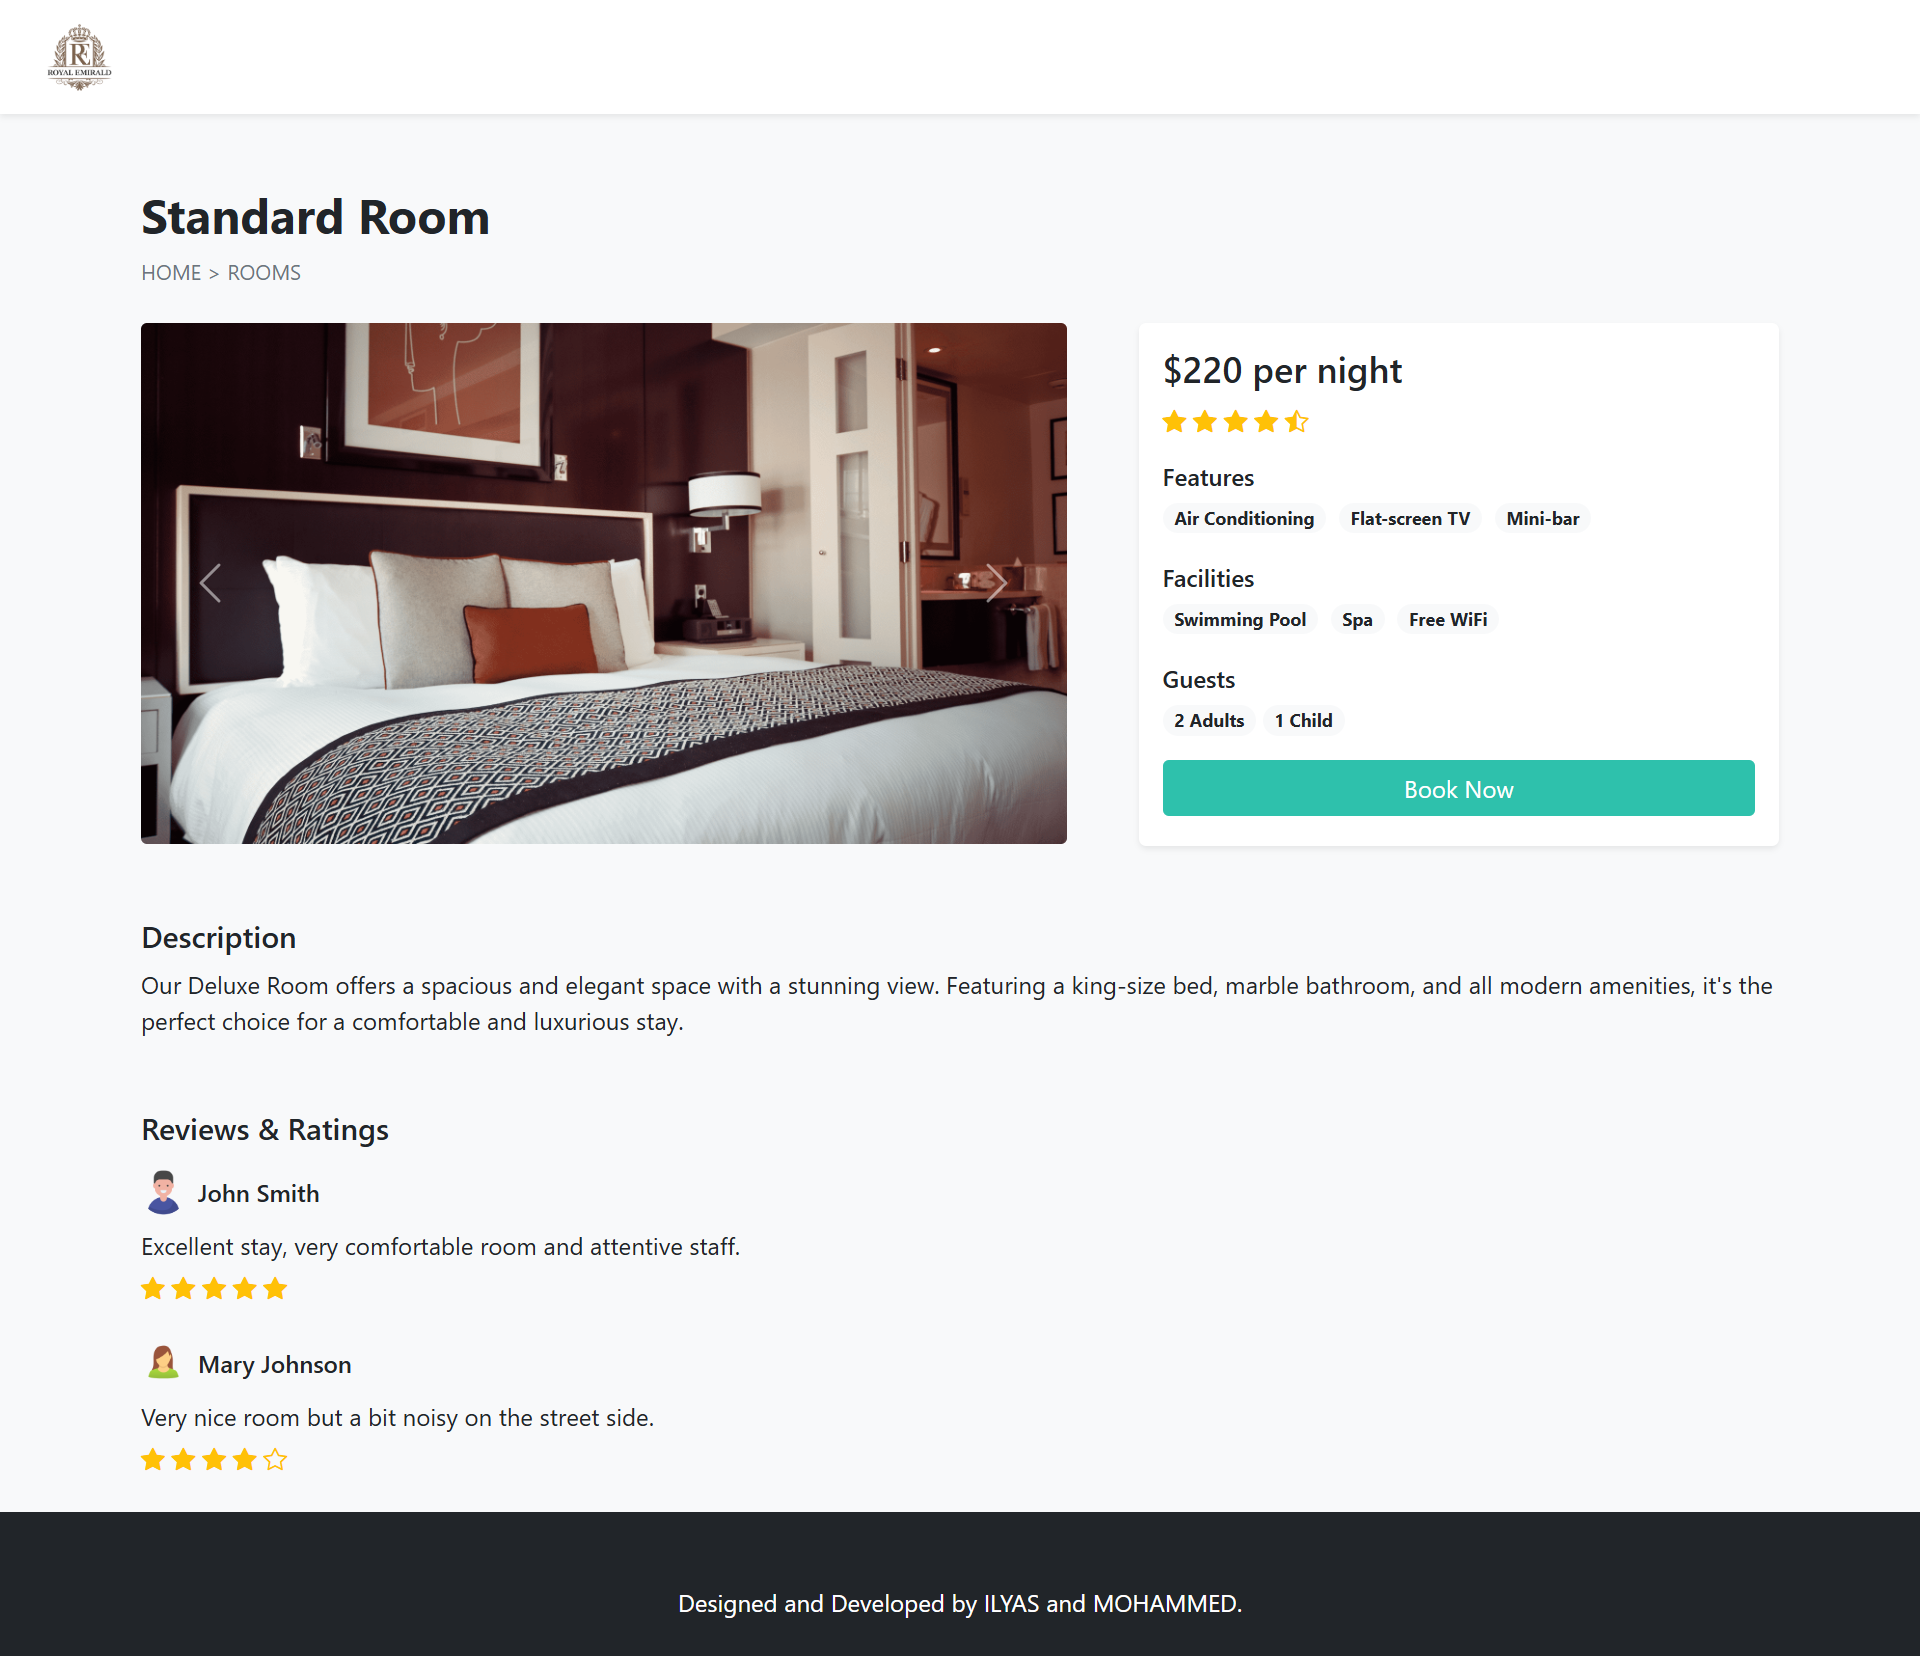 RE
ROYAL EMIRALD
Standard Room
HOME > ROOMS
$220 per night
Features
Air Conditioning Flat-screen TV Mini-bar
Facilities
Swimming Pool Spa Free WiFi
Guests
2 Adults 1 Child
Book Now
Description
Our Deluxe Room offers a spacious and elegant space with a stunning view. Featuring a king-size bed, marble bathroom, and all modern amenities, it's the
perfect choice for a comfortable and luxurious stay.
Reviews & Ratings
John Smith
Excellent stay, very comfortable room and attentive staff.
Mary Johnson
Very nice room but a bit noisy on the street side.
Designed and Developed by ILYAS and MOHAMMED.